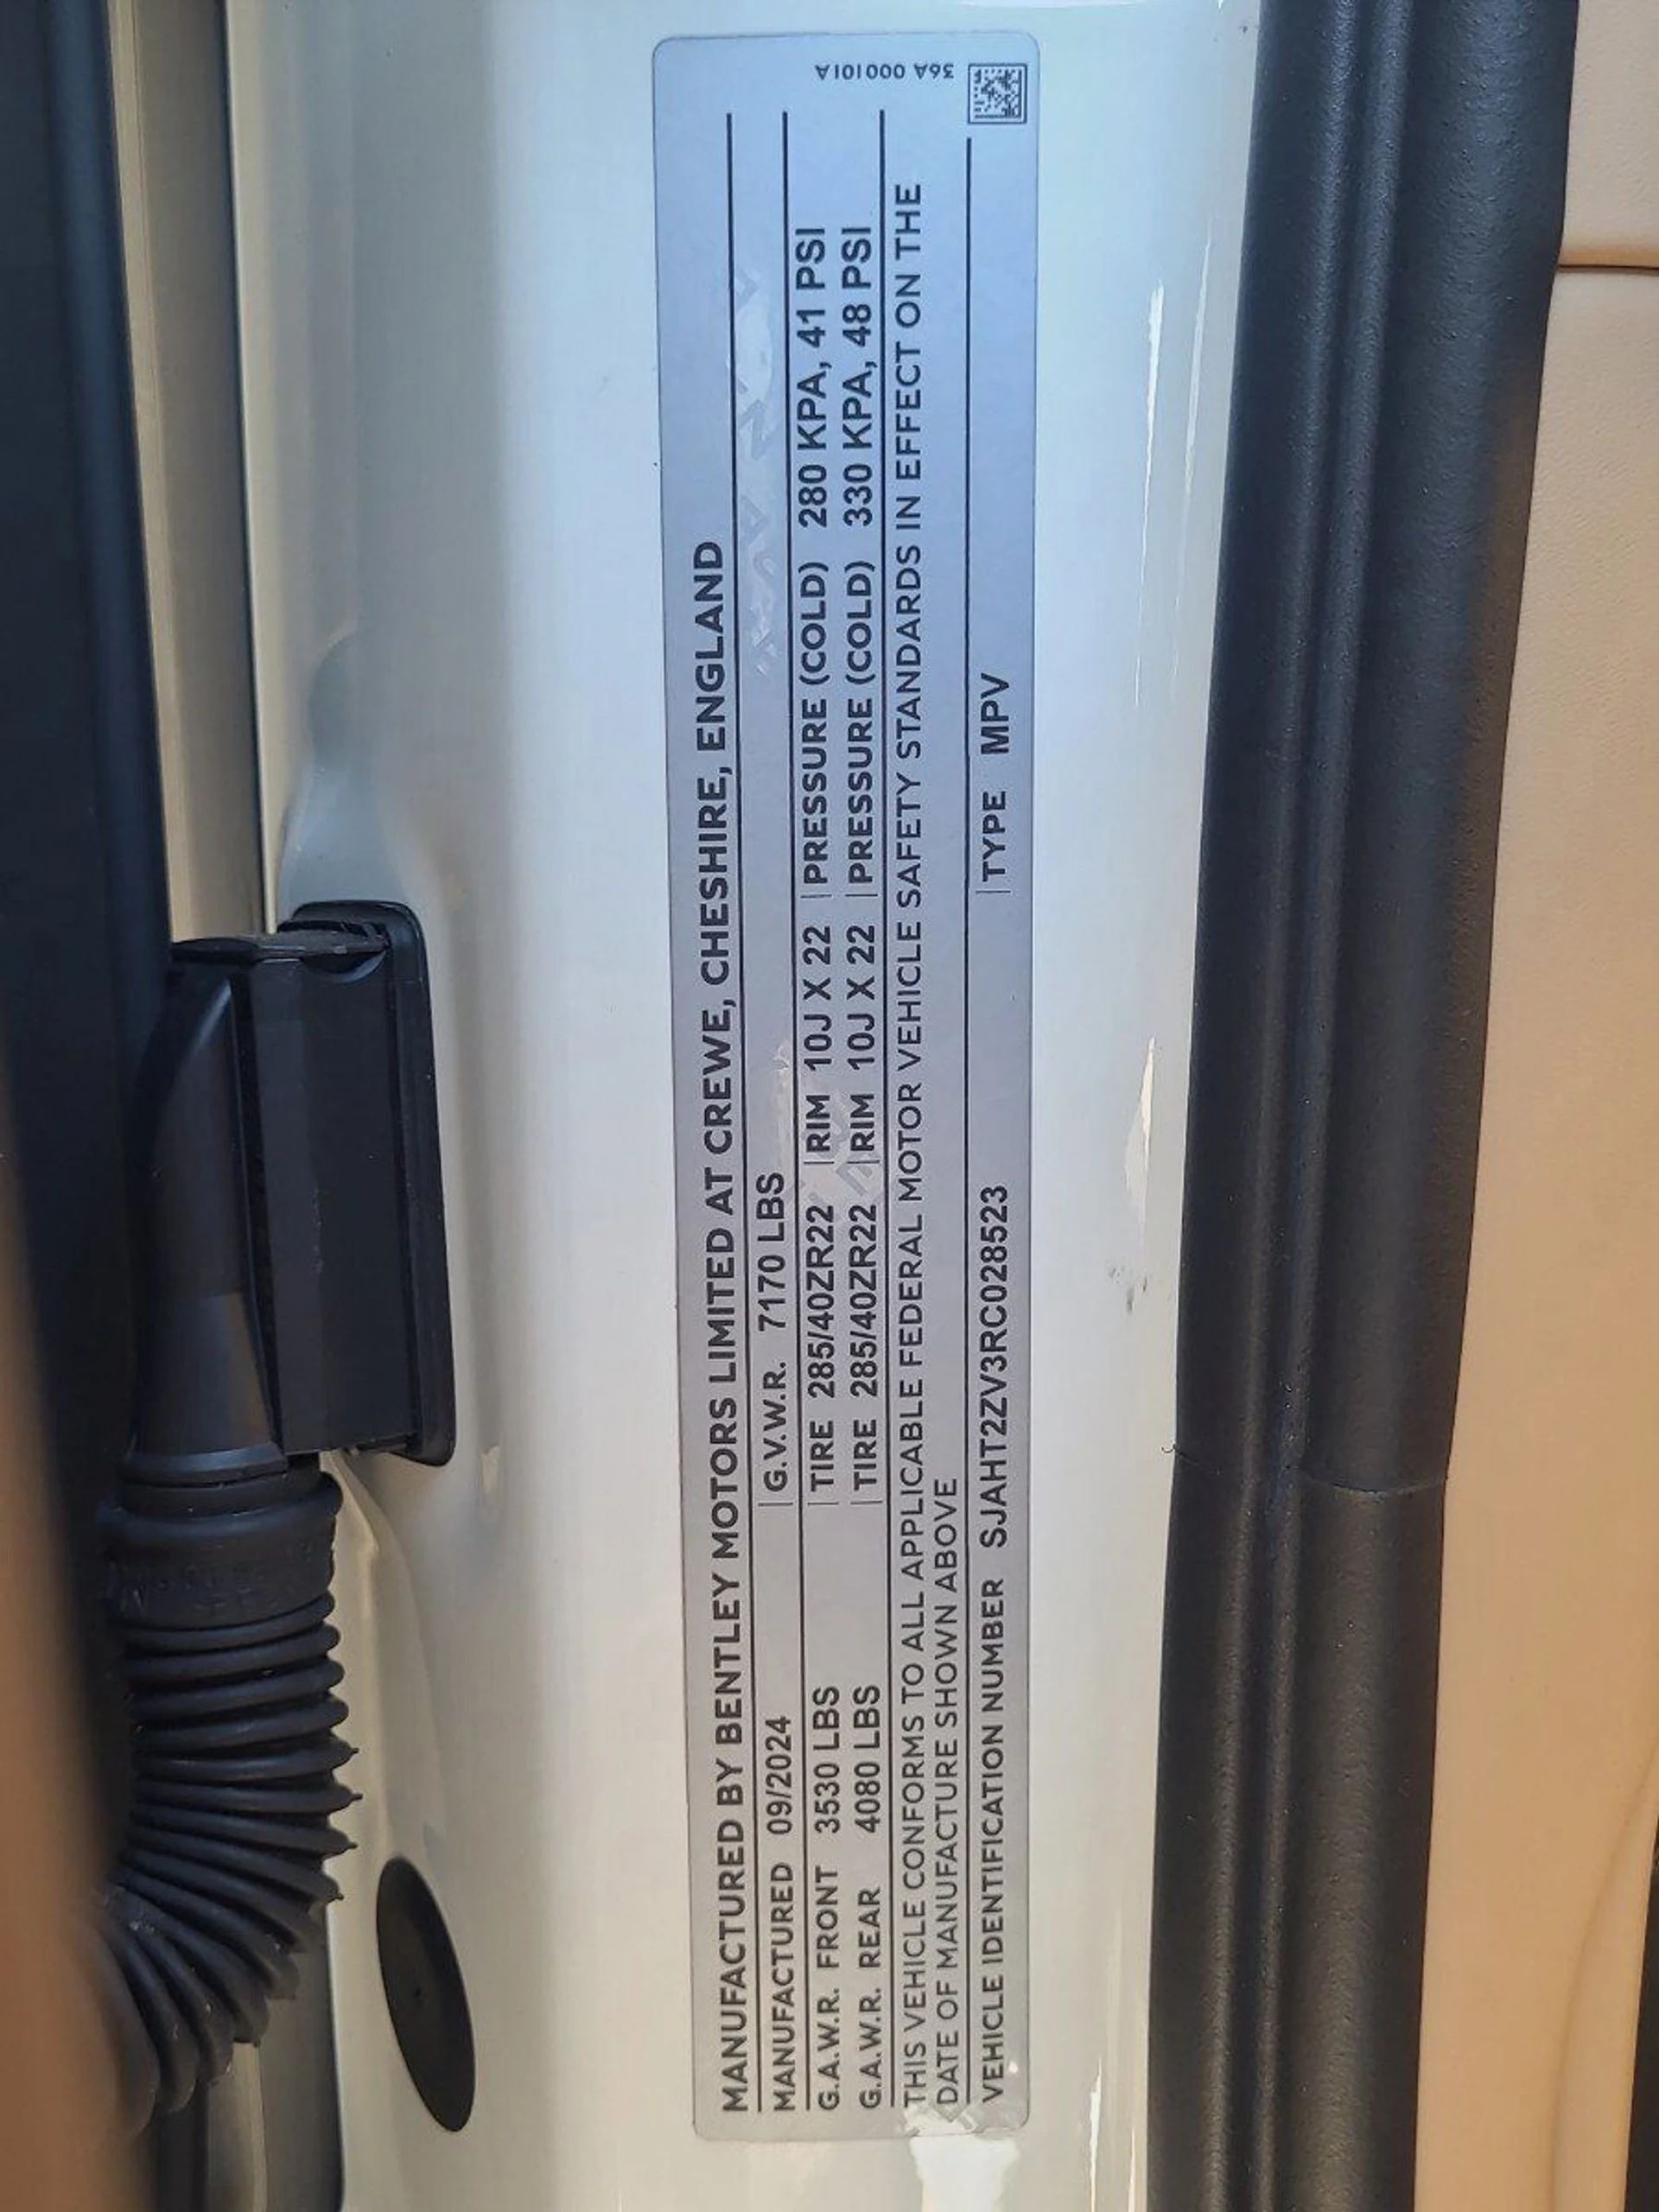 MANUFACTURED BY BENTLEY MOTORS LIMITED AT CREWE, CHESHIRE, ENGLAND
MANUFACTURED 09/2024 G.V.W.R. 7170 LBS
G.A.W.R. FRONT 3530 LBS TIRE 285/40ZR22 RIM 10J X 22 PRESSURE (COLD) 280 KPA, 41 PSI
G.A.W.R. REAR 4080 LBS TIRE 285/40ZR22 RIM 10J X 22 PRESSURE (COLD) 330 KPA, 48 PSI
THIS VEHICLE CONFORMS TO ALL APPLICABLE FEDERAL MOTOR VEHICLE SAFETY STANDARDS IN EFFECT ON THE
DATE OF MANUFACTURE SHOWN ABOVE
VEHICLE IDENTIFICATION NUMBER SJAHT2ZV3RC028523 TYPE MPV
36A 000101A